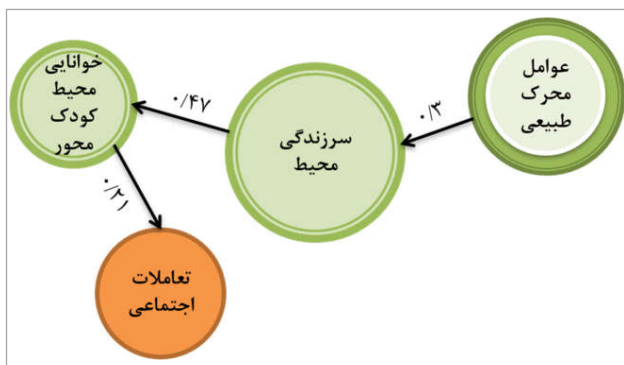 عوامل
محرک
طبیعی
۰/۳
سرزندگی
محیط
۰/۴۷
خوانایی
محیط
کودک
محور
۰/۲۱
تعاملات
اجتماعی